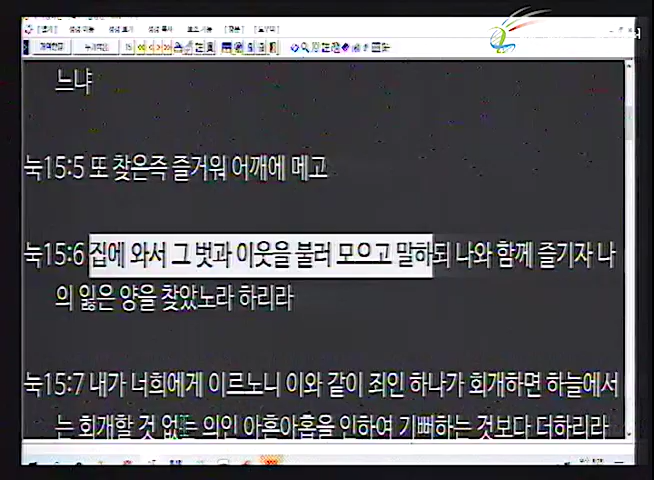 느냐
눅15:5 또 찾은즉 즐거워 어깨에 메고
눅15:6 집에 와서 그 벗과 이웃을 불러 모으고 말하되 나와 함께 즐기자 나
의 잃은 양을 찾았노라 하리라
눅15:7 내가 너희에게 이르노니 이와 같이 죄인 하나가 회개하면 하늘에서
는 회개할 것 없는 의인 아흔아홉을 인하여 기뻐하는 것보다 더하리라